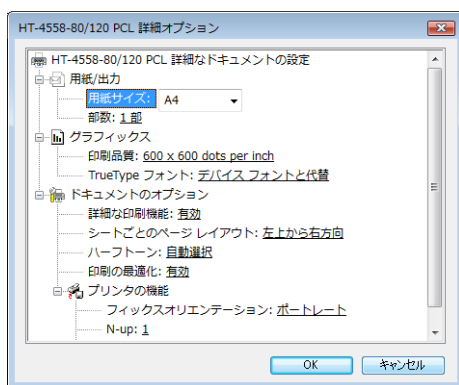 HT-4558-80/120 PCL 詳細オプション
HT-4558-80/120 PCL 詳細なドキュメントの設定
用紙/出力
用紙サイズ: A4
部数: 1 部
グラフィックス
印刷品質: 600 x 600 dots per inch
TrueType フォント: デバイス フォントと代替
ドキュメントのオプション
詳細な印刷機能: 有効
シートごとのページ レイアウト: 左上から右方向
ハーフトーン: 自動選択
印刷の最適化: 有効
プリンタの機能
フィックスオリエンテーション: ポートレート
N-up: 1
OK
キャンセル